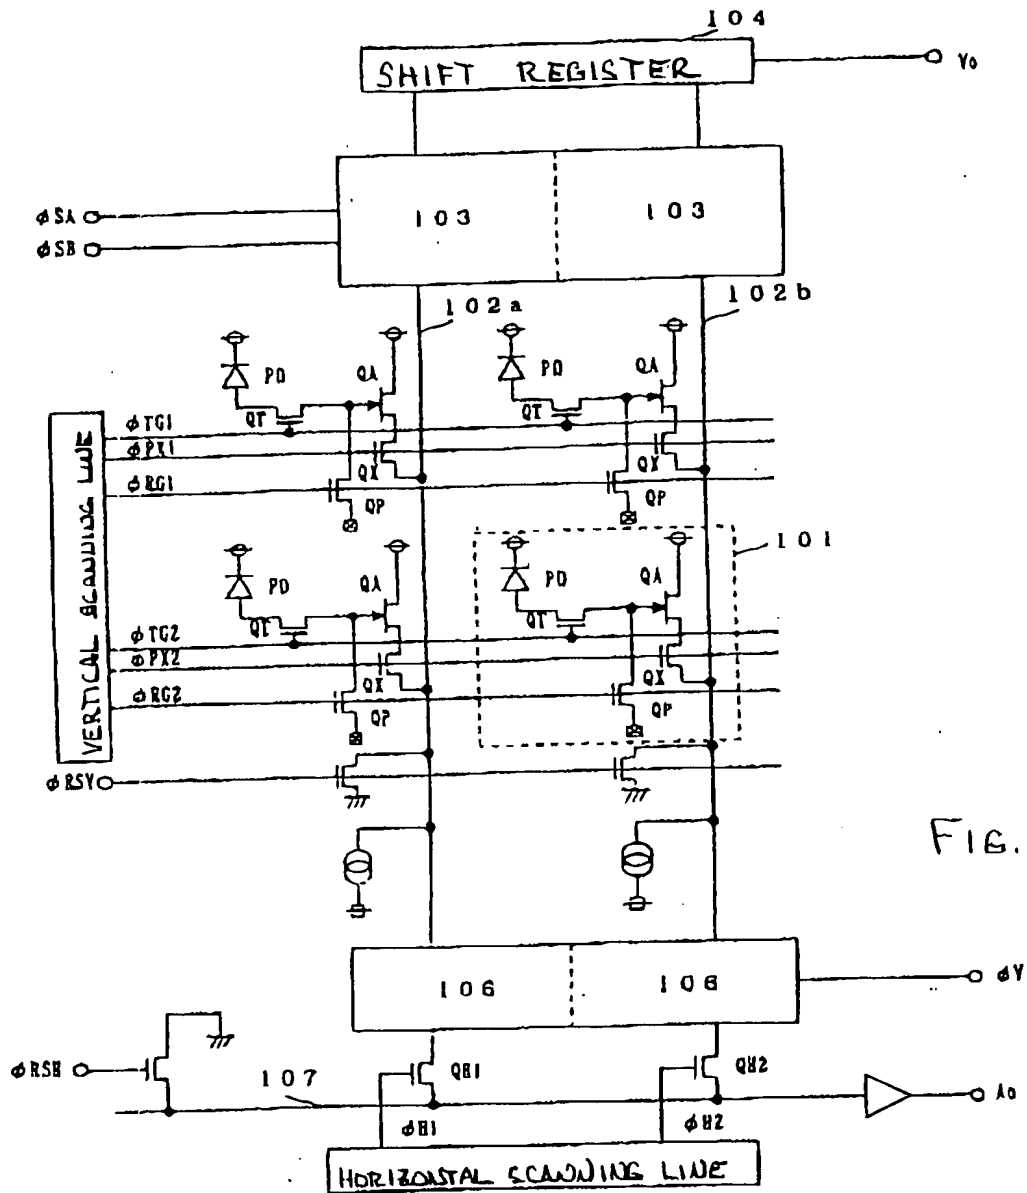 104
SHIFT REGISTER
Vo
103 103
φSA
φSB
102a 102b
PD QA PD QA
QT QT
φTG1
φPX1
QX QX
φRG1
QP QP
101
PD QA PD QA
QT QT
φTG2
φPX2
QX QX
φRG2
QP QP
VERTICAL SCANNING LINE
φRSV
FIG.
106 106
φV
φRSH
QH1 QH2
107
Ao
φH1 φH2
HORIZONTAL SCANNING LINE